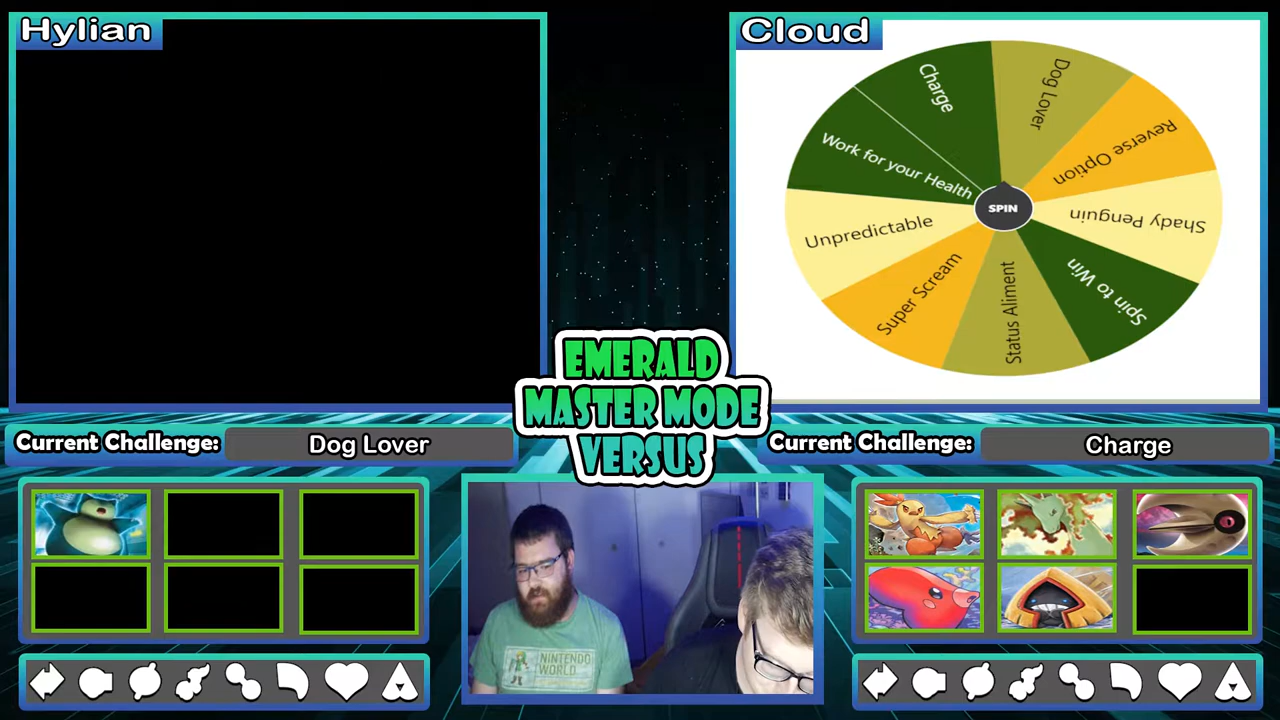 Hylian
Cloud
Charge
Dog Lover
Reverse Option
Shady Penguin
Spin to Win
Status Aliment
Super Scream
Unpredictable
Work for your Health
SPIN
EMERALD
MASTER MODE
VERSUS
Current Challenge:
Dog Lover
Current Challenge:
Charge
NINTENDO
WORLD